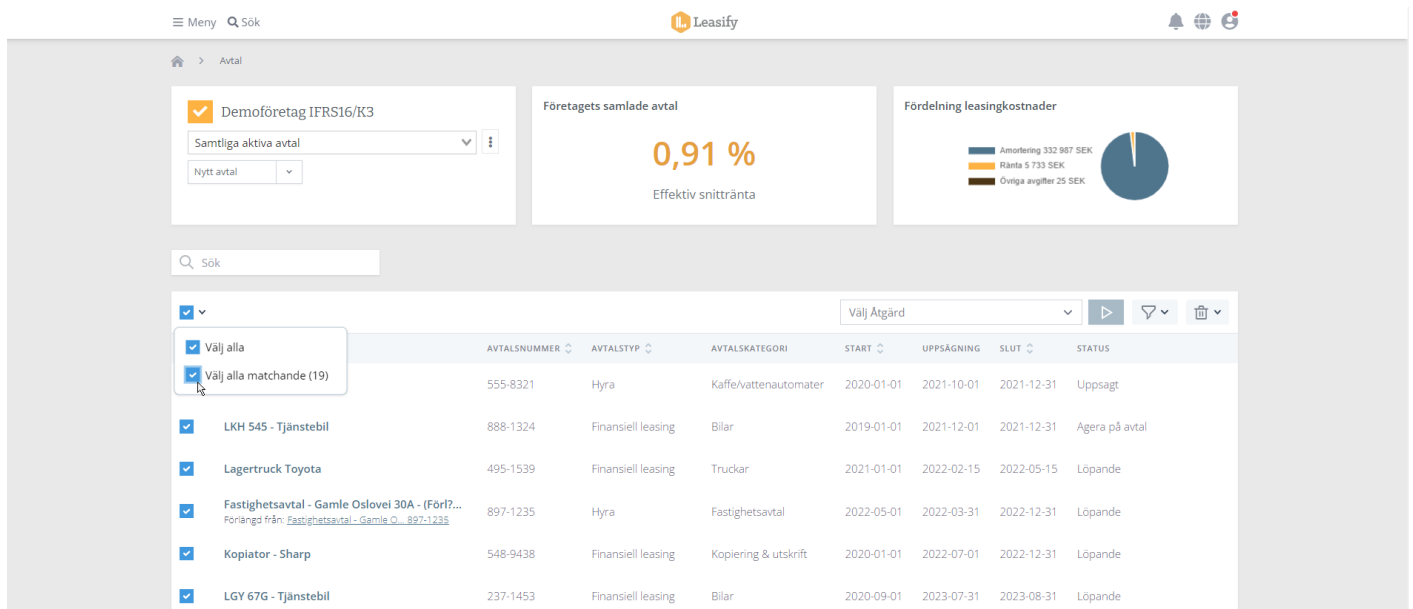 Meny Sök Leasify
Avtal
Demoföretag IFRS16/K3
Samtliga aktiva avtal
Nytt avtal
Företagets samlade avtal
0,91 %
Effektiv snittränta
Fördelning leasingkostnader
Amortering 332 987 SEK
Ränta 5 733 SEK
Övriga avgifter 25 SEK
Sök
Välj Åtgärd
Välj alla
Välj alla matchande (19)
AVTALSNUMMER AVTALSTYP AVTALSKATEGORI START UPPSÄGNING SLUT STATUS
555-8321 Hyra Kaffe/vattenautomater 2020-01-01 2021-10-01 2021-12-31 Uppsagt
LKH 545 - Tjänstebil 888-1324 Finansiell leasing Bilar 2019-01-01 2021-12-01 2021-12-31 Agera på avtal
Lagertruck Toyota 495-1539 Finansiell leasing Truckar 2021-01-01 2022-02-15 2022-05-15 Löpande
Fastighetsavtal - Gamle Oslovei 30A - (Förl?...
Förlängd från: Fastighetsavtal - Gamle O... 897-1235
897-1235 Hyra Fastighetsavtal 2022-05-01 2022-03-31 2022-12-31 Löpande
Kopiator - Sharp 548-9438 Finansiell leasing Kopiering & utskrift 2020-01-01 2022-07-01 2022-12-31 Löpande
LGY 67G - Tjänstebil 237-1453 Finansiell leasing Bilar 2020-09-01 2023-07-31 2023-08-31 Löpande